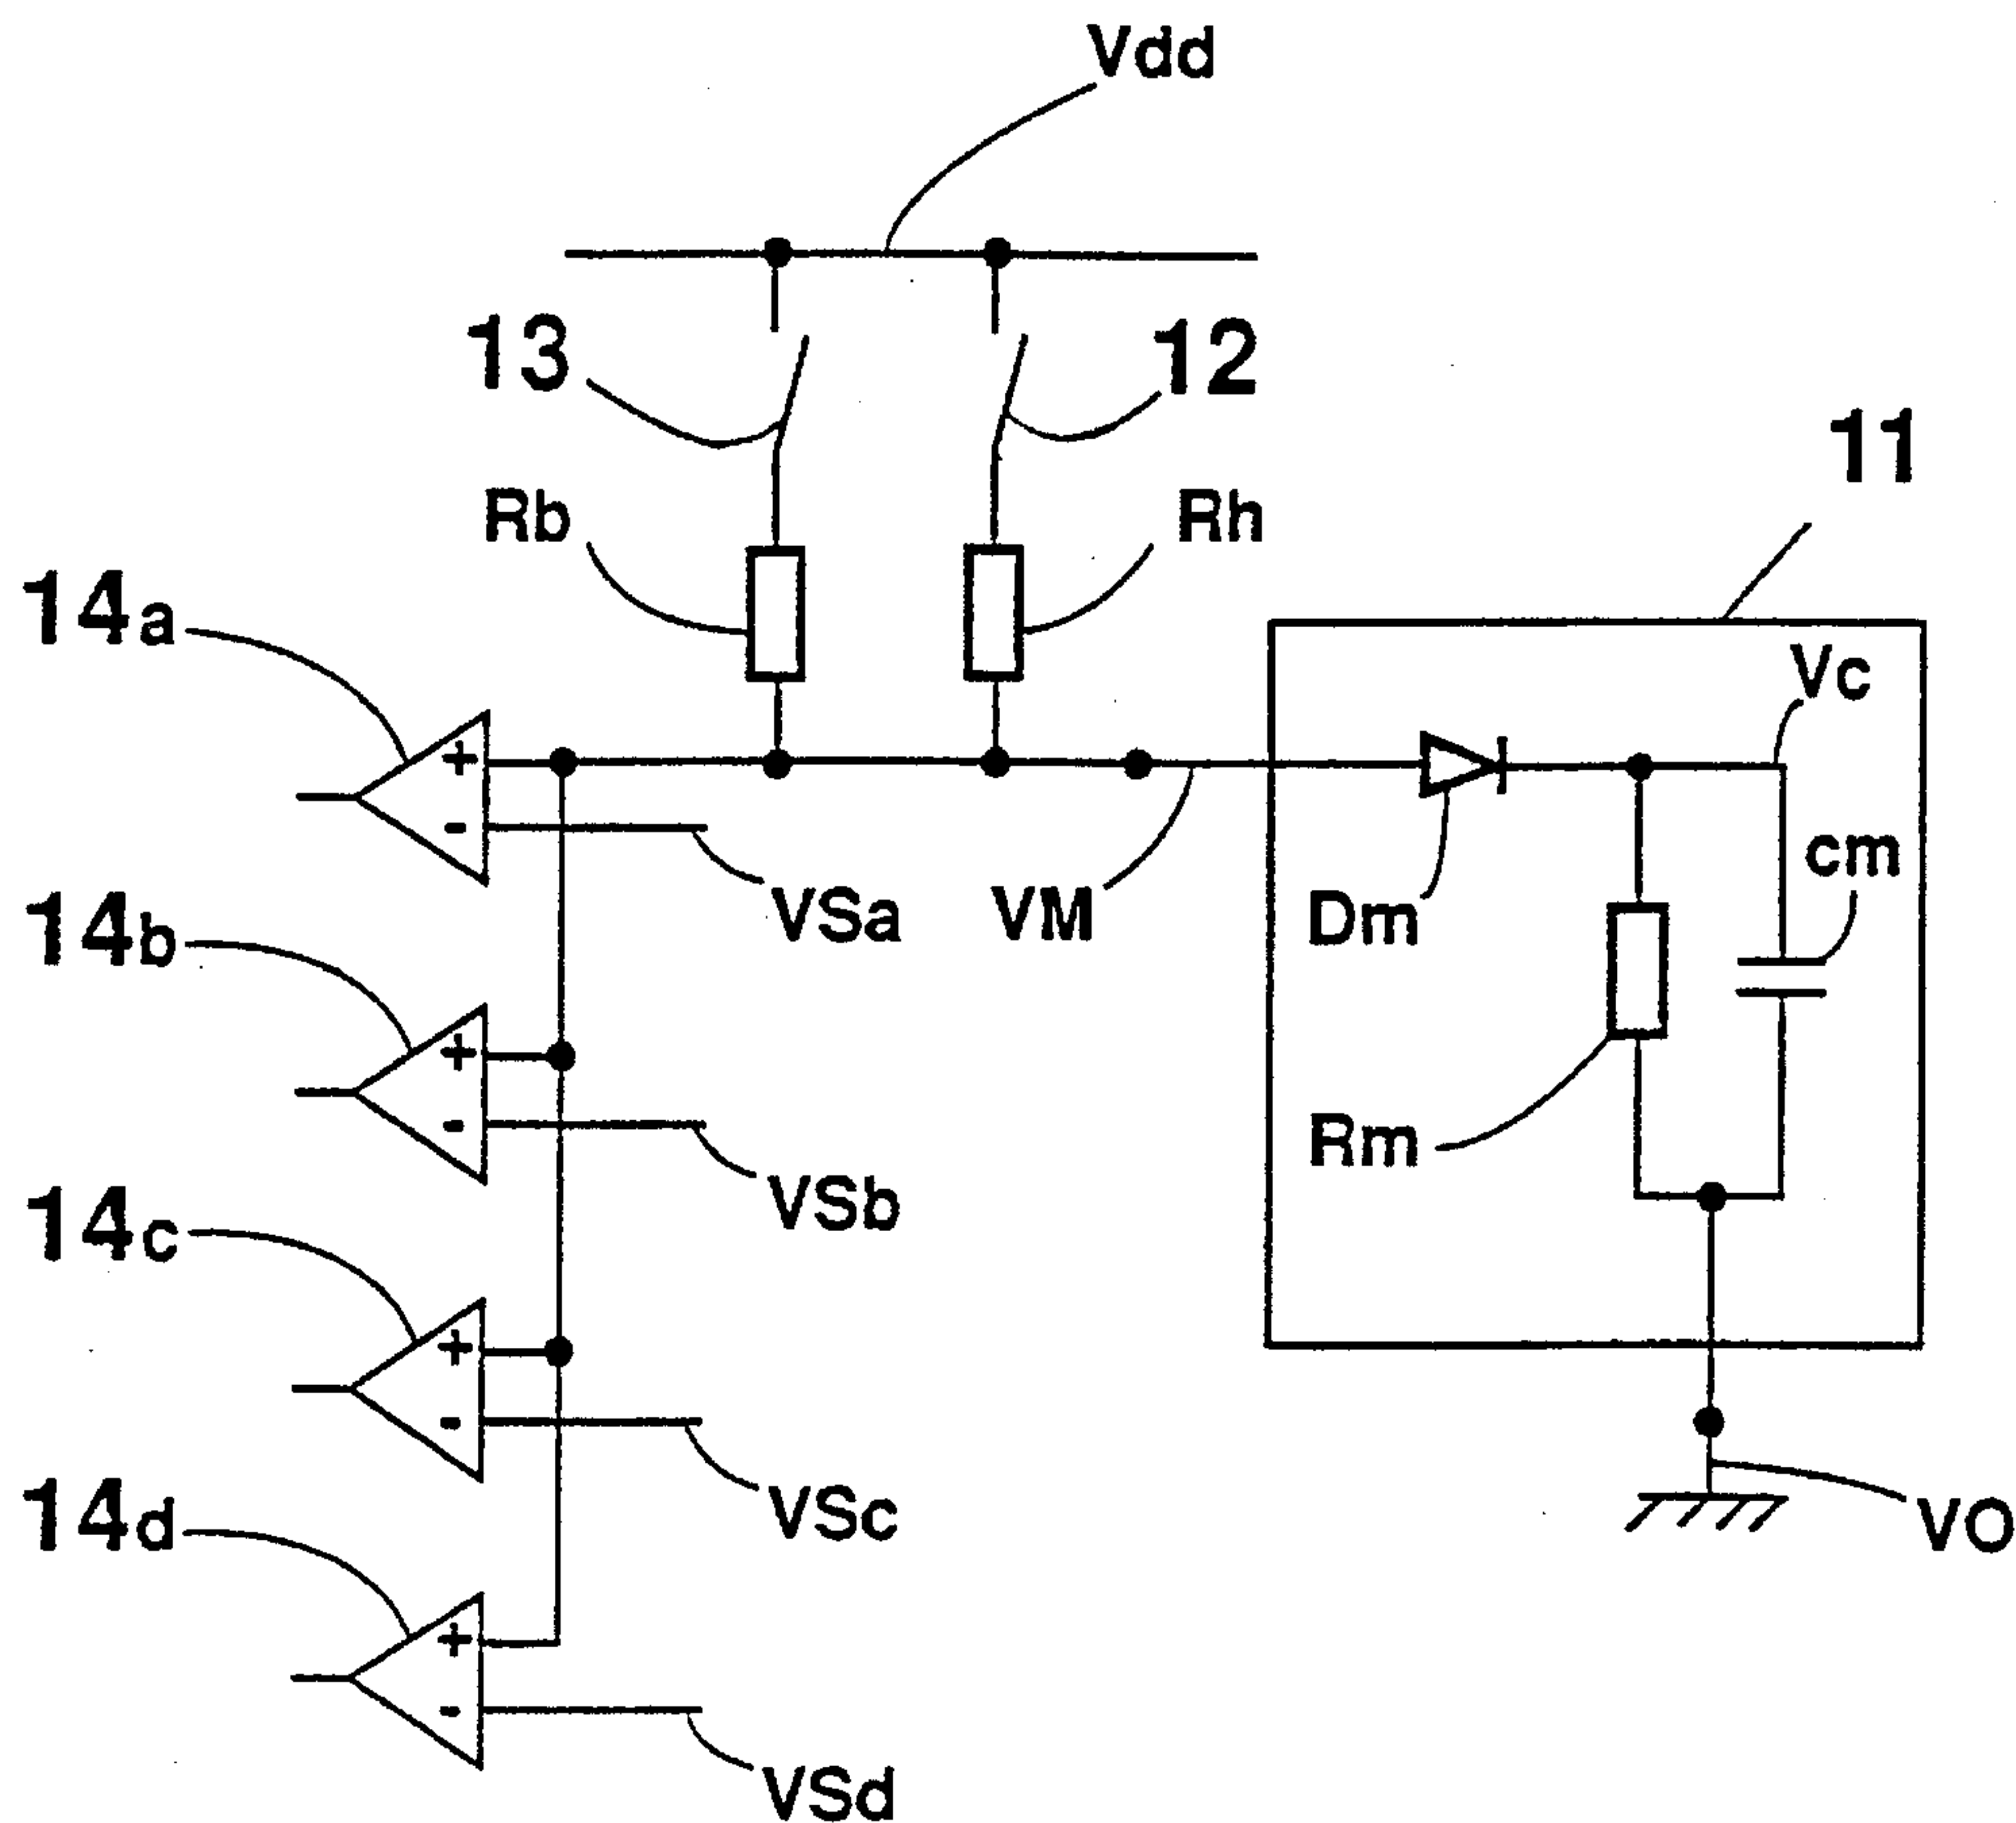 Vdd
13
12
11
Rb
Rh
14a
Vc
+
-
VSa
VM
Dm
cm
14b
+
-
VSb
Rm
14c
+
-
VSc
VO
14d
+
-
VSd